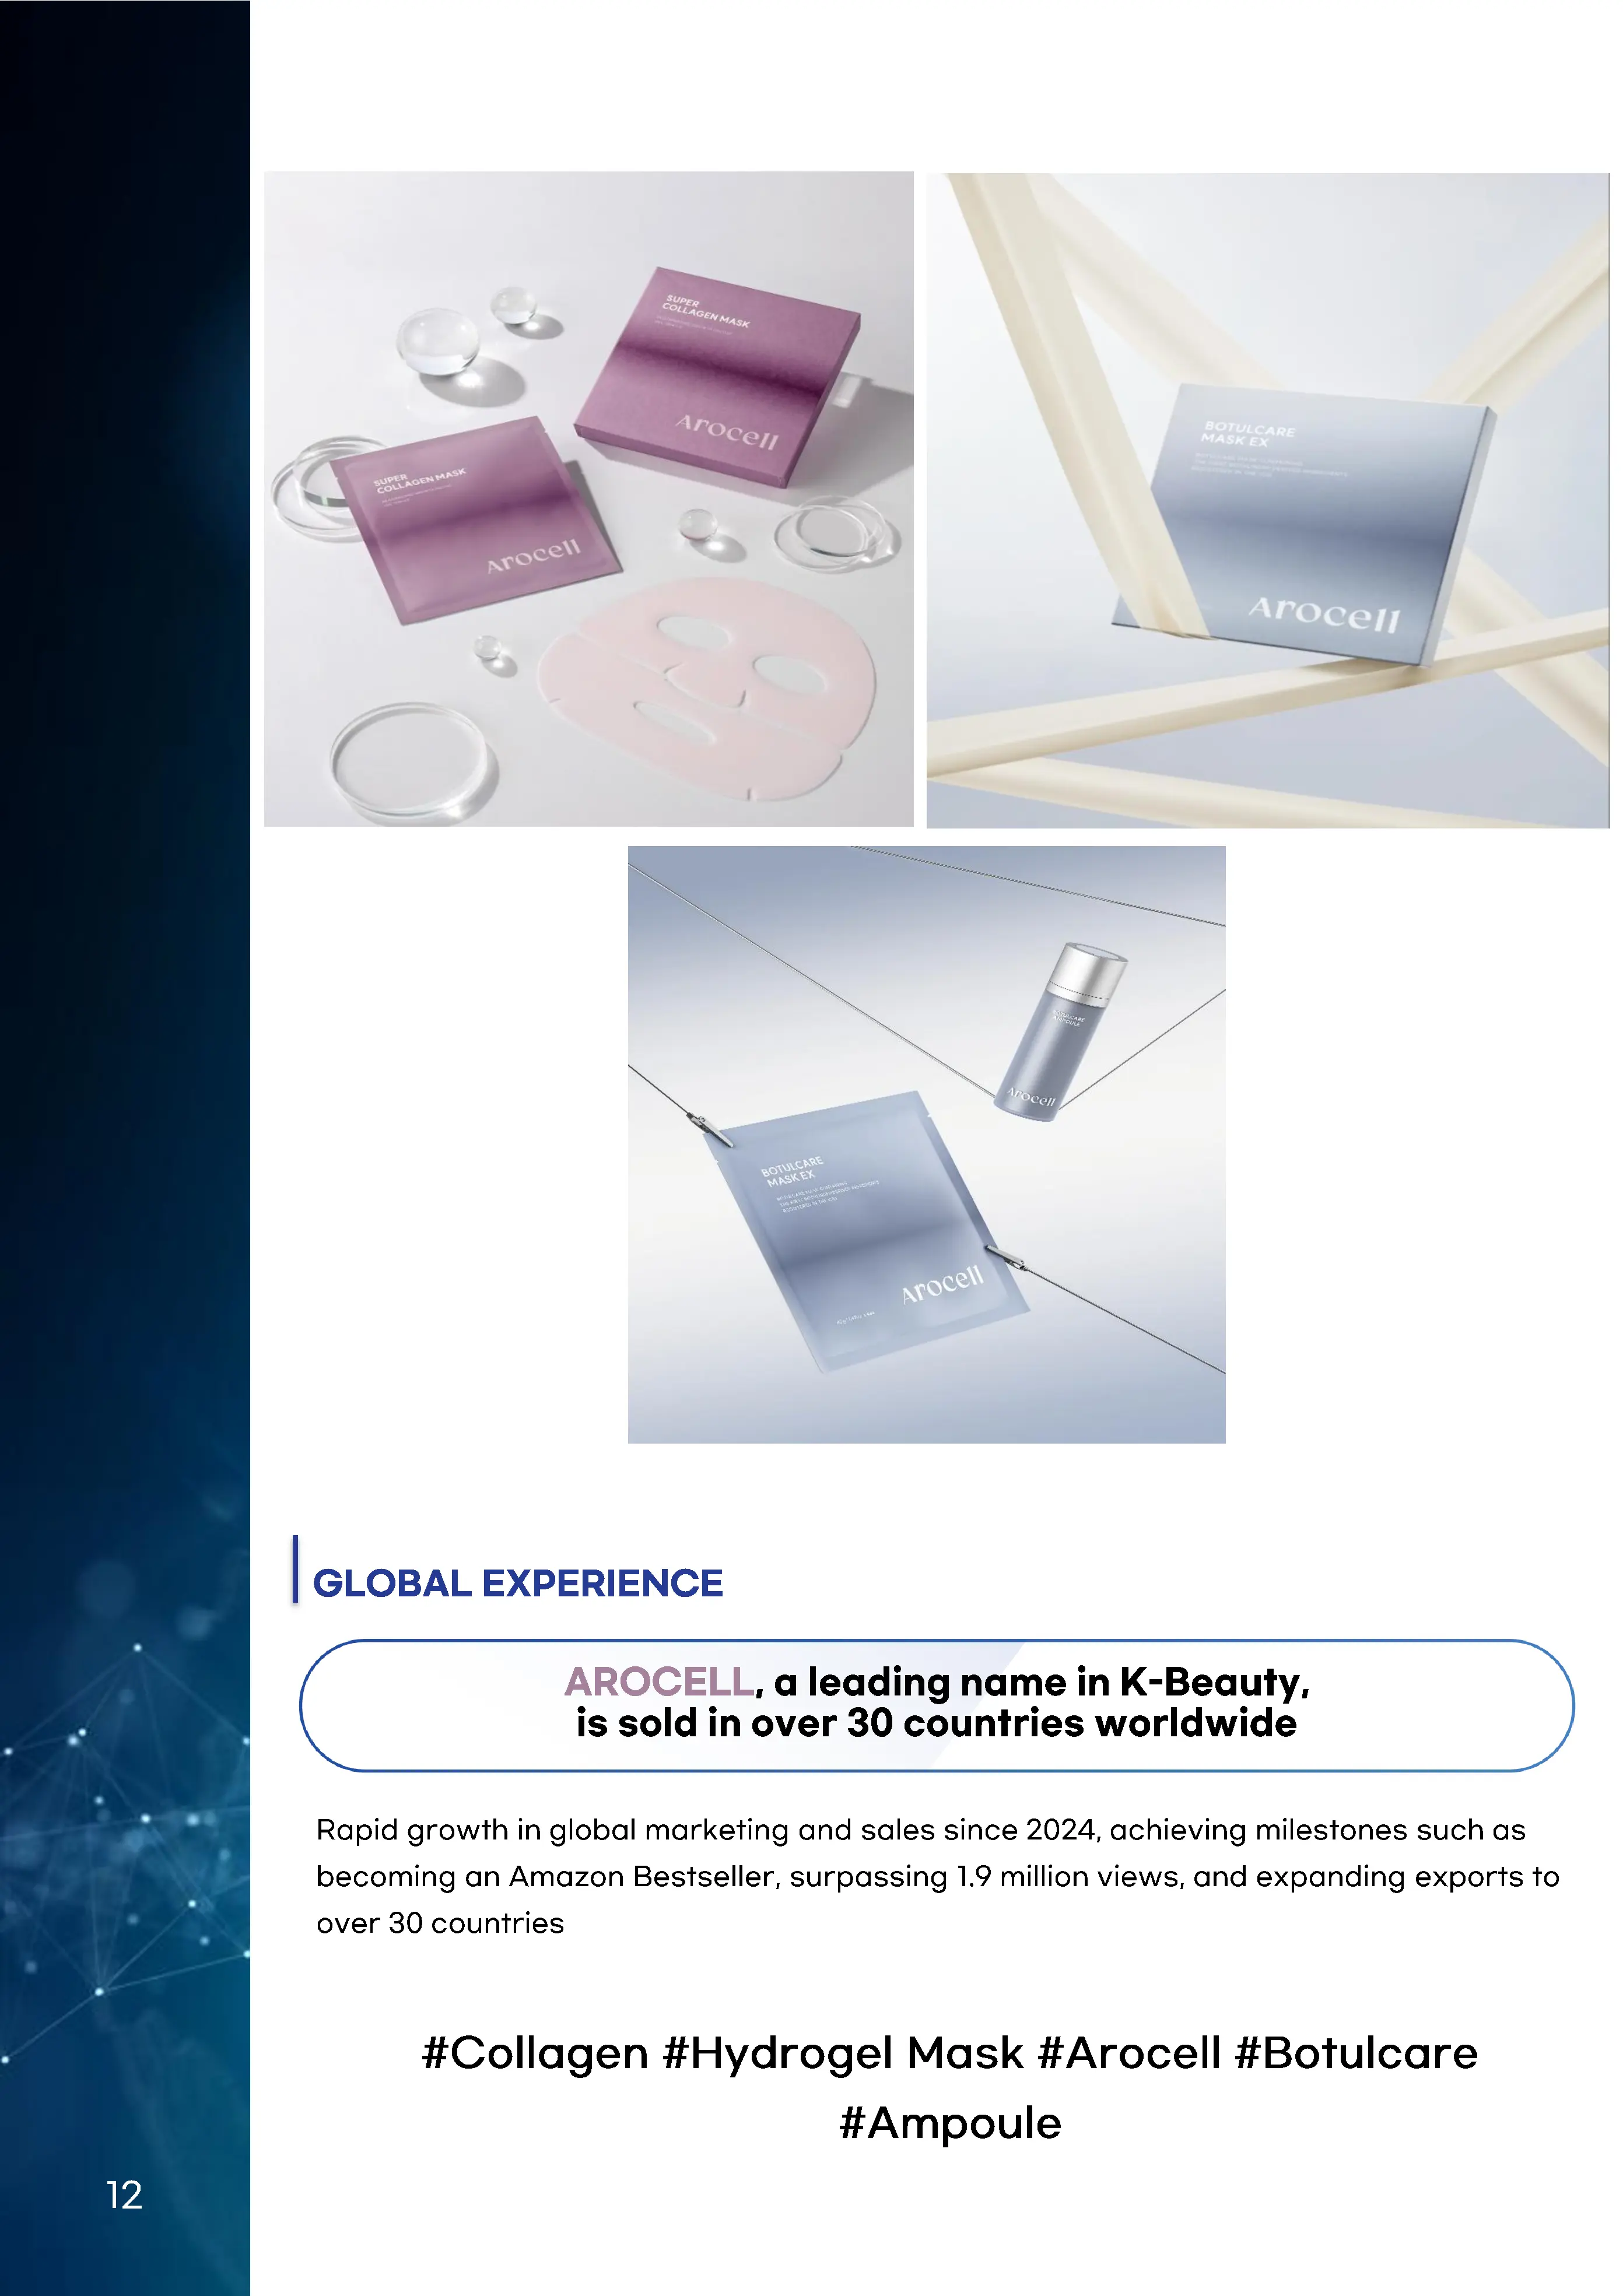 SUPER
COLLAGEN MASK
Arocell
SUPER
COLLAGEN MASK
Arocell
BOTULCARE
MASK EX
Arocell
BOTULCARE
AMPOULE
Arocell
BOTULCARE
MASK EX
Arocell
GLOBAL EXPERIENCE
AROCELL, a leading name in K-Beauty,
is sold in over 30 countries worldwide
Rapid growth in global marketing and sales since 2024, achieving milestones such as
becoming an Amazon Bestseller, surpassing 1.9 million views, and expanding exports to
over 30 countries
#Collagen #Hydrogel Mask #Arocell #Botulcare
#Ampoule
12